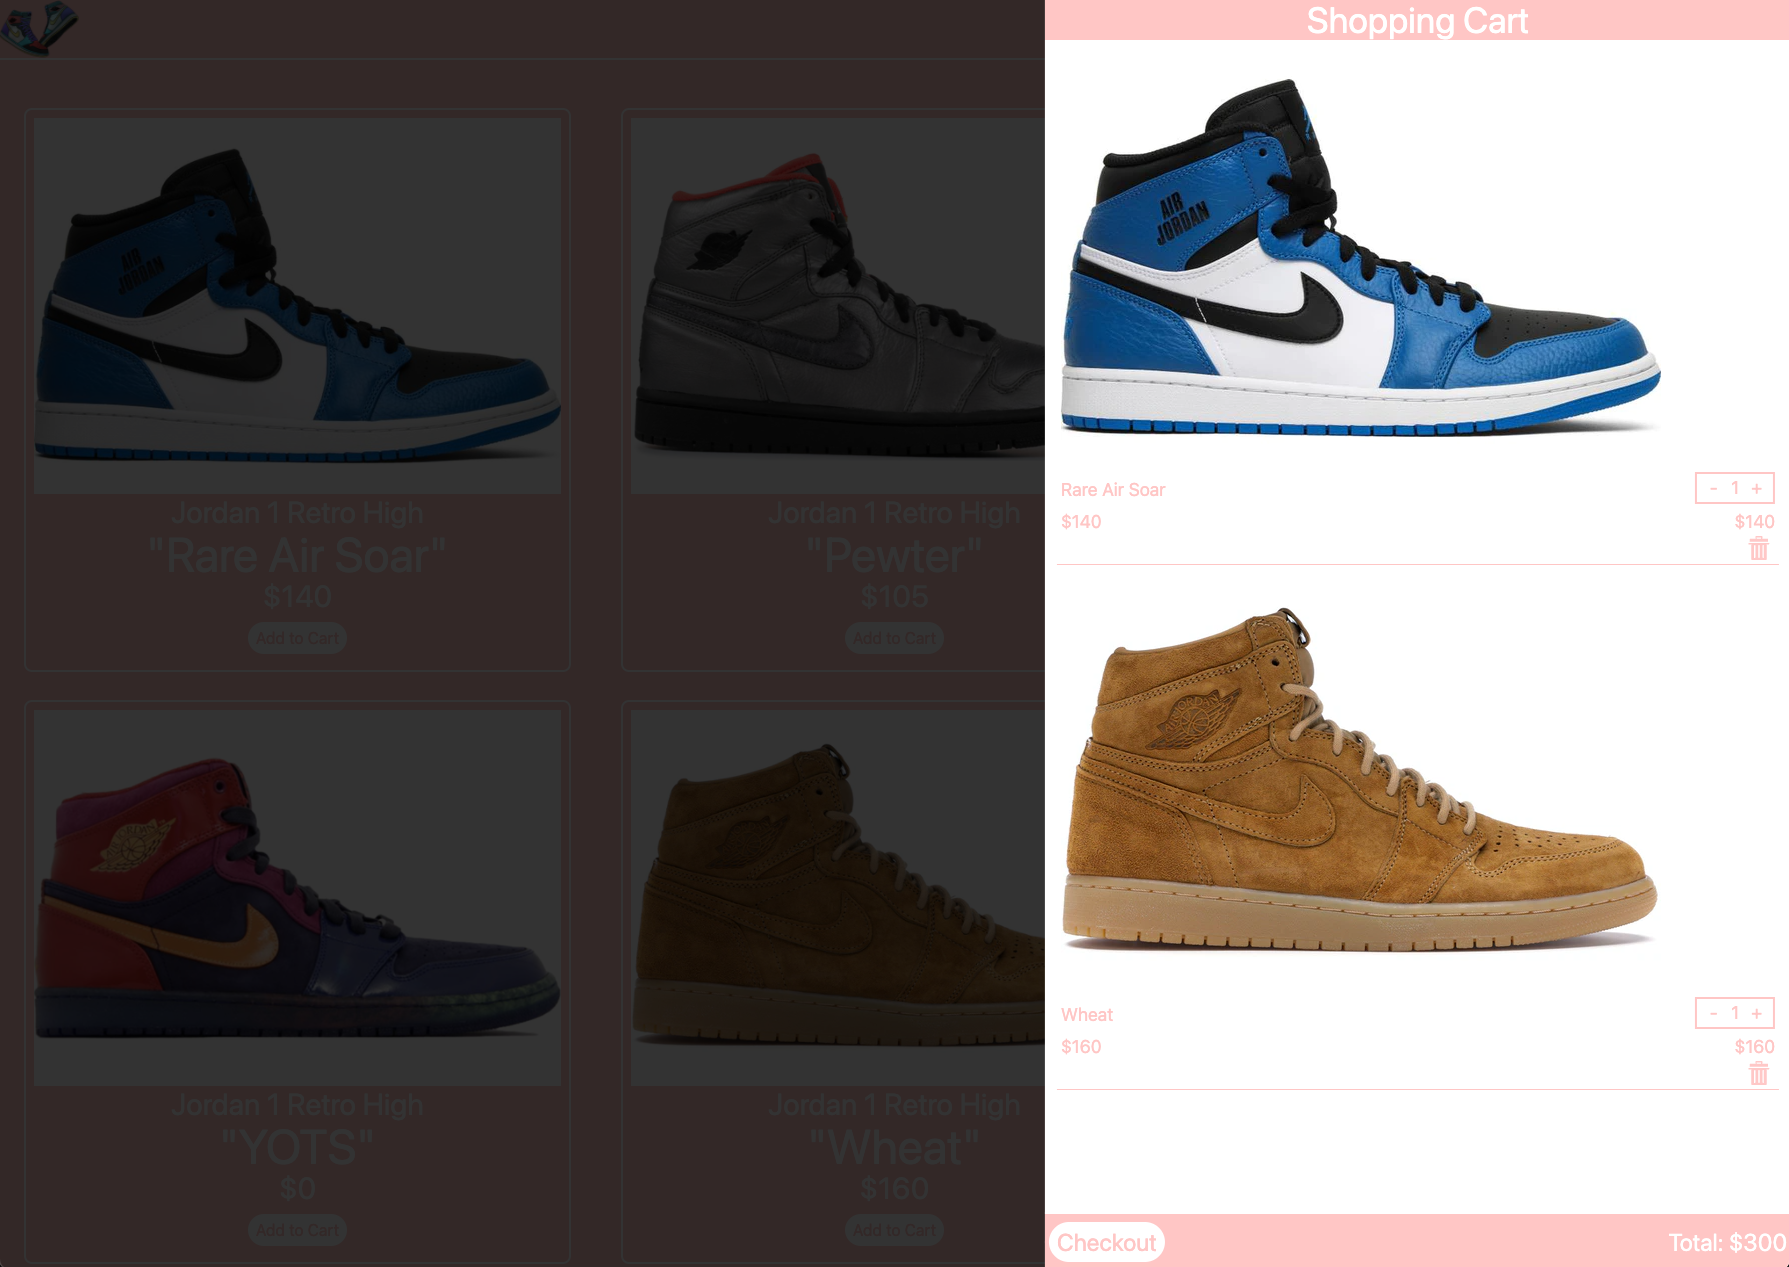 Jordan 1 Retro High
"Rare Air Soar"
$140
Add to Cart
Jordan 1 Retro High
"Pewter"
$105
Add to Cart
Jordan 1 Retro High
"YOTS"
$0
Add to Cart
Jordan 1 Retro High
"Wheat"
$160
Add to Cart
AIR
JORDAN
Shopping Cart
AIR
JORDAN
Rare Air Soar
- 1 +
$140
$140
Wheat
- 1 +
$160
$160
Checkout
Total: $300